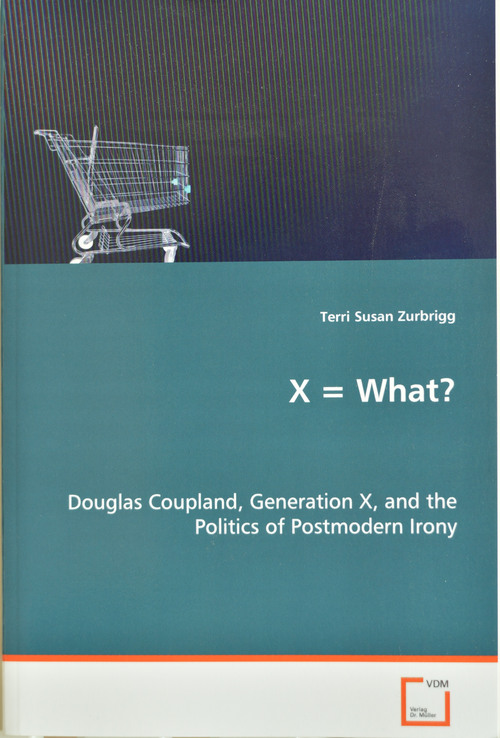 Terri Susan Zurbrigg
X = What?
Douglas Coupland, Generation X, and the
Politics of Postmodern Irony
VDM
Verlag
Dr. Müller